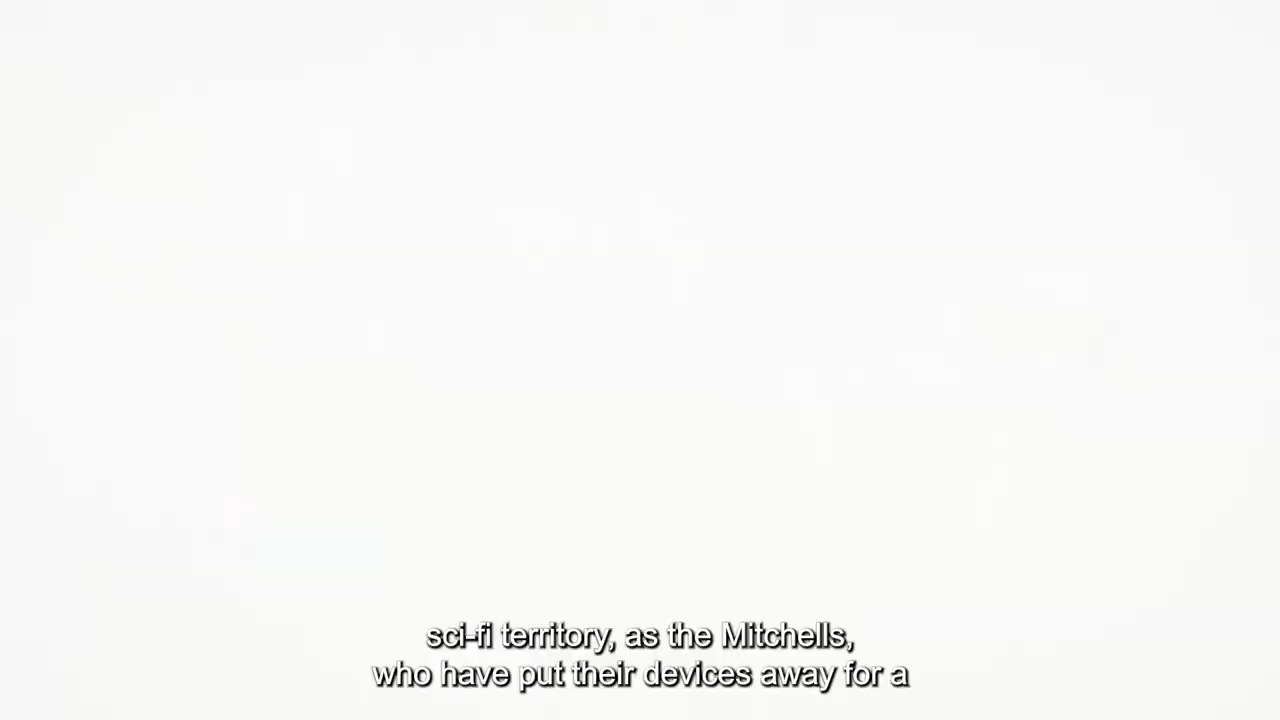 sci-fi territory, as the Mitchells,
who have put their devices away for a